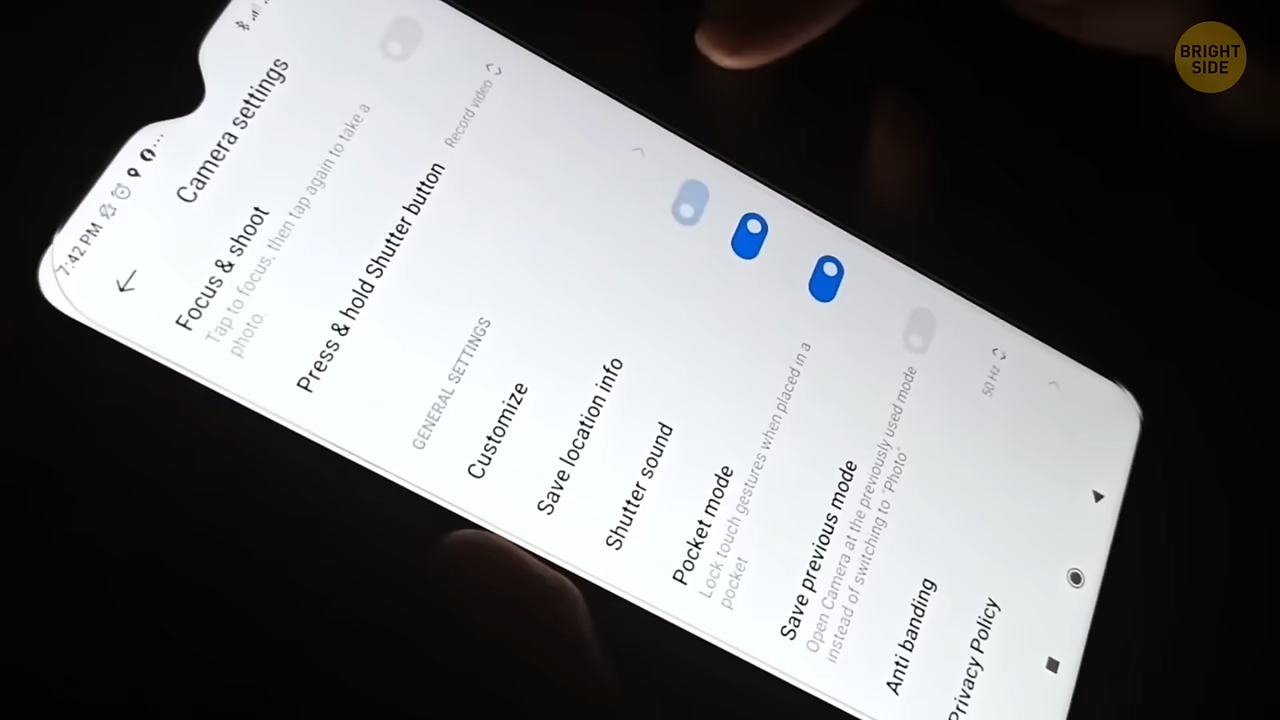 7:42 PM
Camera settings
Focus & shoot
Tap to focus, then tap again to take a
photo.
Press & hold Shutter button
Record video
GENERAL SETTINGS
Customize
Save location info
Shutter sound
Pocket mode
Lock touch gestures when placed in a
pocket
Save previous mode
Open Camera at the previously used mode
instead of switching to "Photo"
Anti banding
50 Hz
Privacy Policy
BRIGHT
SIDE